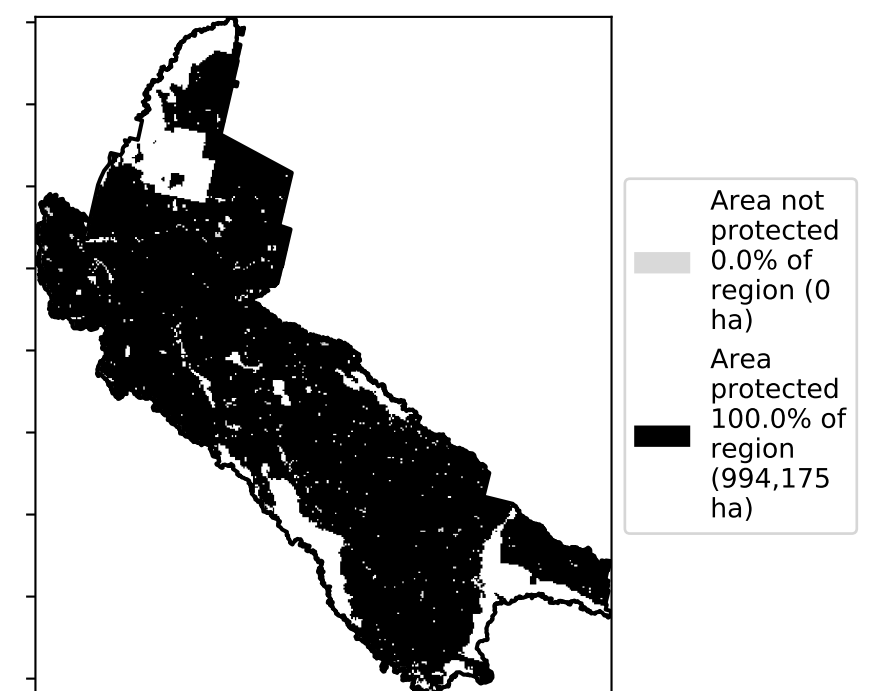 Area not
protected
0.0% of
region (0
ha)
Area
protected
100.0% of
region
(994,175
ha)